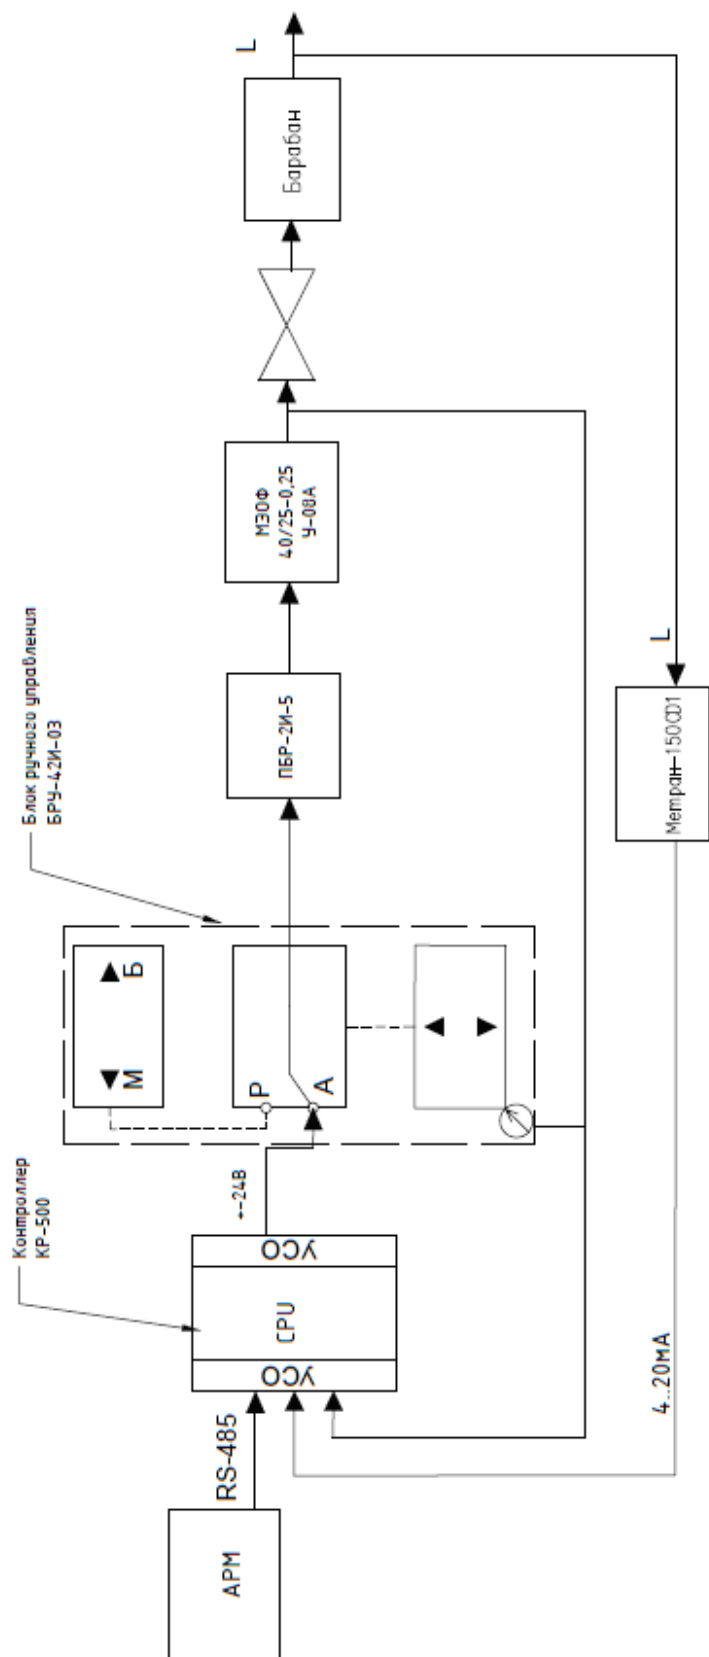 АРМ
RS-485
Контроллер
КР-500
УСО
CPU
УСО
+-24В
Блок ручного управления
БРУ-42И-03
М
Б
Р
А
ПБР-2И-5
МЭОФ
40/25-0,25
У-08А
Барабан
L
L
Метран-150CD1
4..20мА